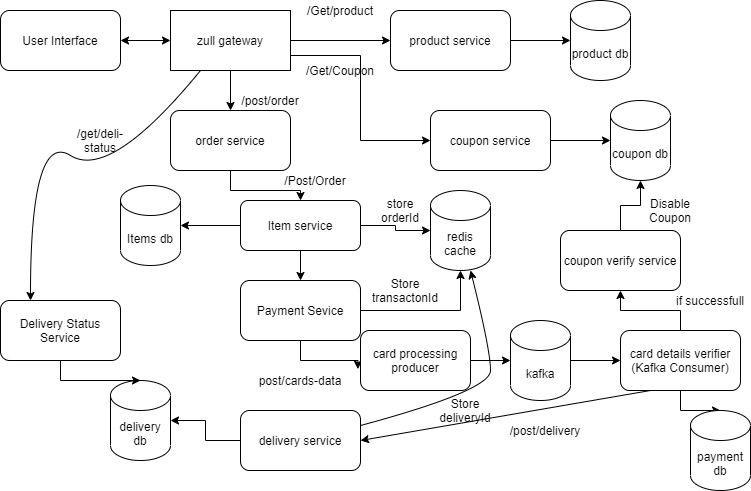 /Get/product
User Interface
zull gateway
product service
product db
/Get/Coupon
/post/order
/get/deli-
status
order service
coupon service
coupon db
/Post/Order
Items db
Item service
store
orderId
redis
cache
Disable
Coupon
coupon verify service
Store
transactonId
Payment Sevice
if successfull
Delivery Status
Service
card processing
producer
kafka
card details verifier
(Kafka Consumer)
post/cards-data
Store
deliveryId
/post/delivery
delivery
db
delivery service
payment
db